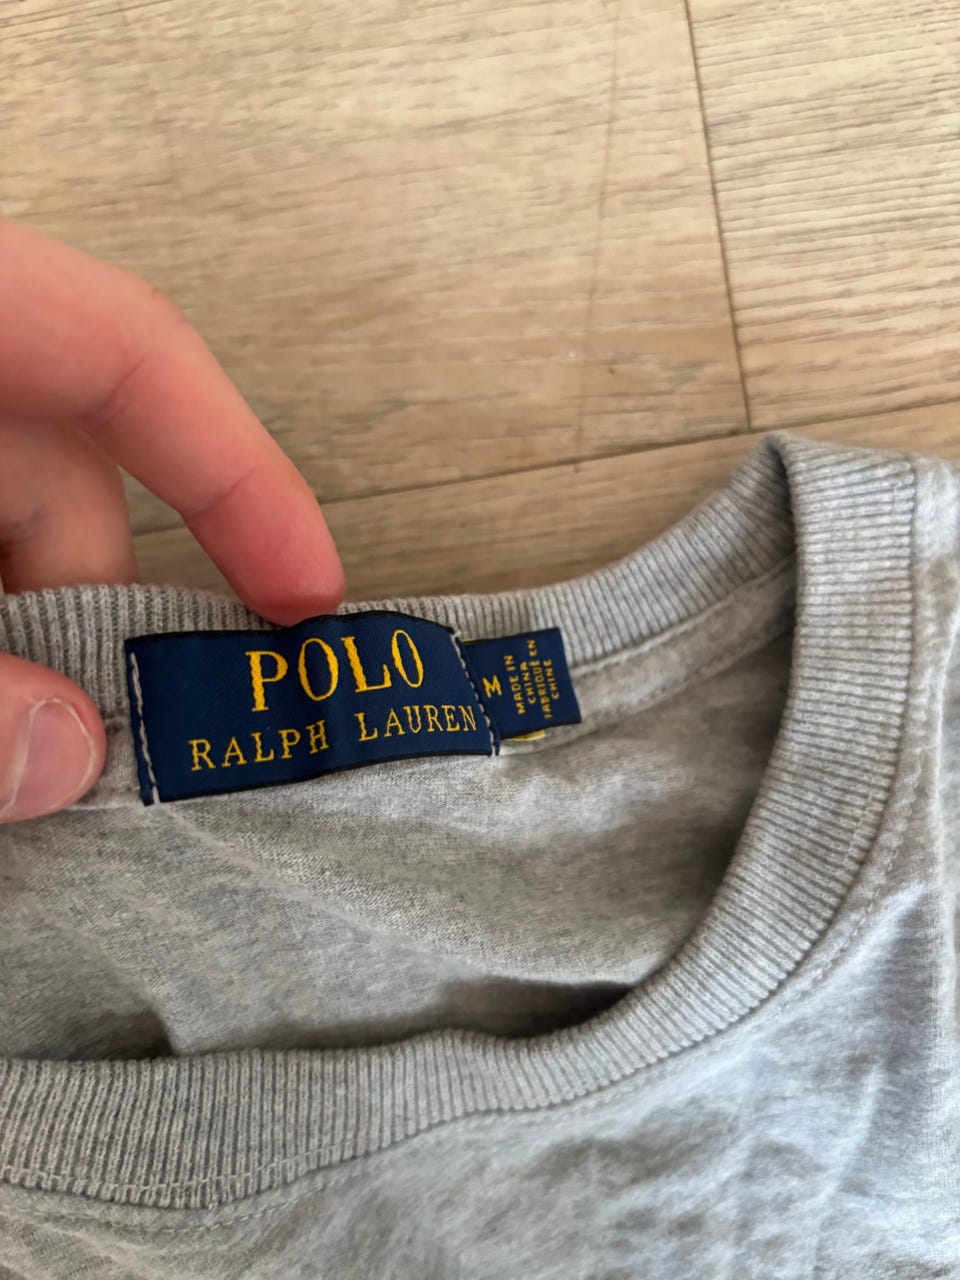 POLO
RALPH LAUREN
M
MADE IN
CHINA
FABRIQUÉ EN
CHINE